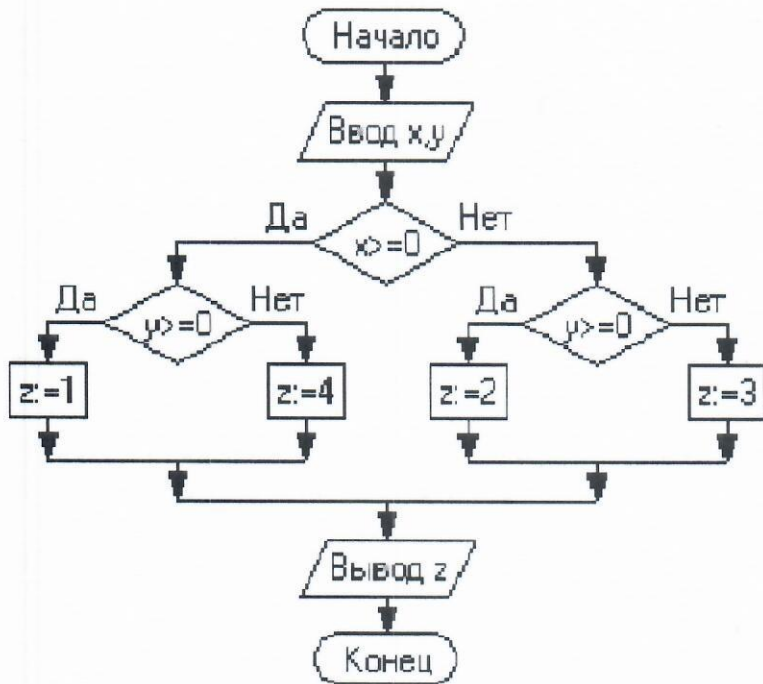 Начало
Ввод x,y
Да
Нет
x>=0
Да
Нет
Да
Нет
y>=0
y>=0
z:=1
z:=4
z:=2
z:=3
Вывод z
Конец